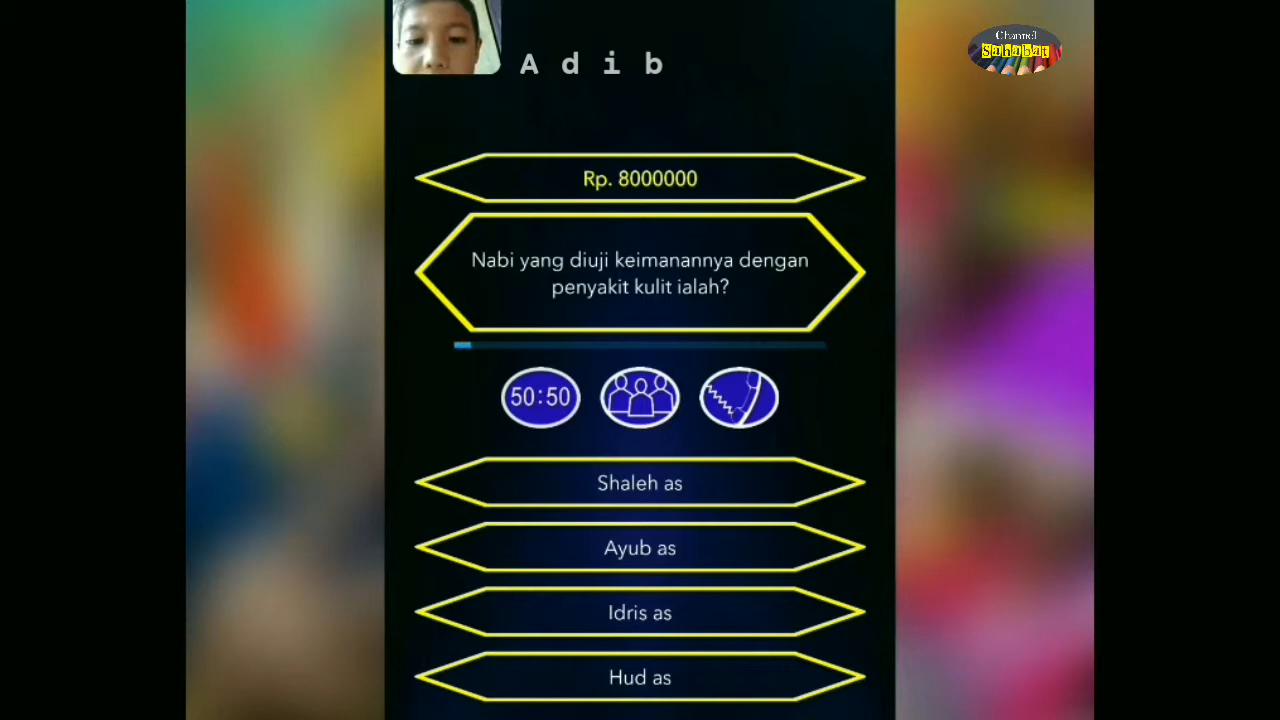 A d i b
Channel
Sahabat
Rp. 8000000
Nabi yang diuji keimanannya dengan
penyakit kulit ialah?
50:50
Shaleh as
Ayub as
Idris as
Hud as